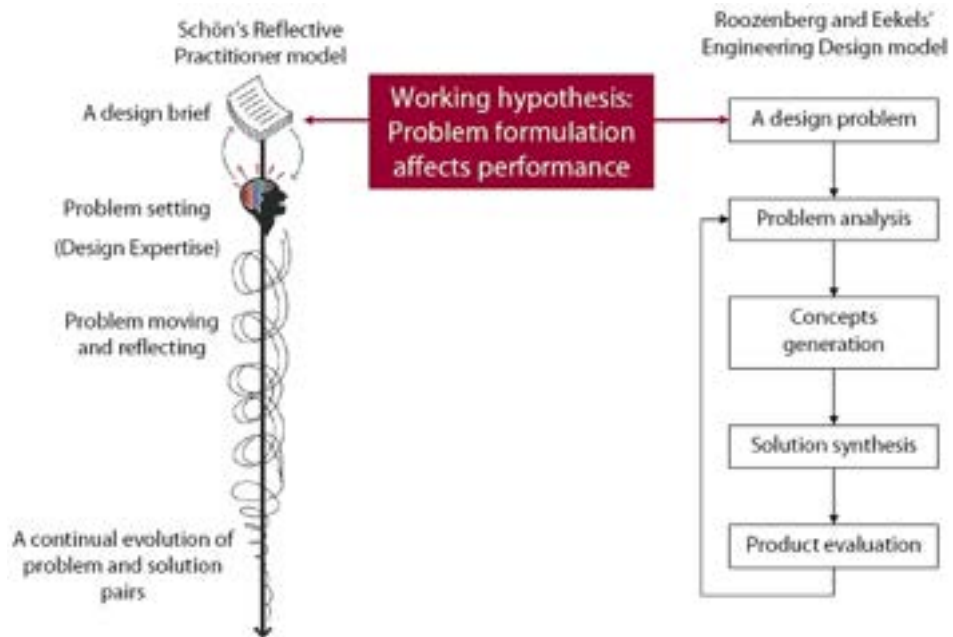 Schön's Reflective
Practitioner model
A design brief
Problem setting
(Design Expertise)
Problem moving
and reflecting
A continual evolution of
problem and solution
pairs
Working hypothesis:
Problem formulation
affects performance
Roozenberg and Eekels'
Engineering Design model
A design problem
Problem analysis
Concepts
generation
Solution synthesis
Product evaluation